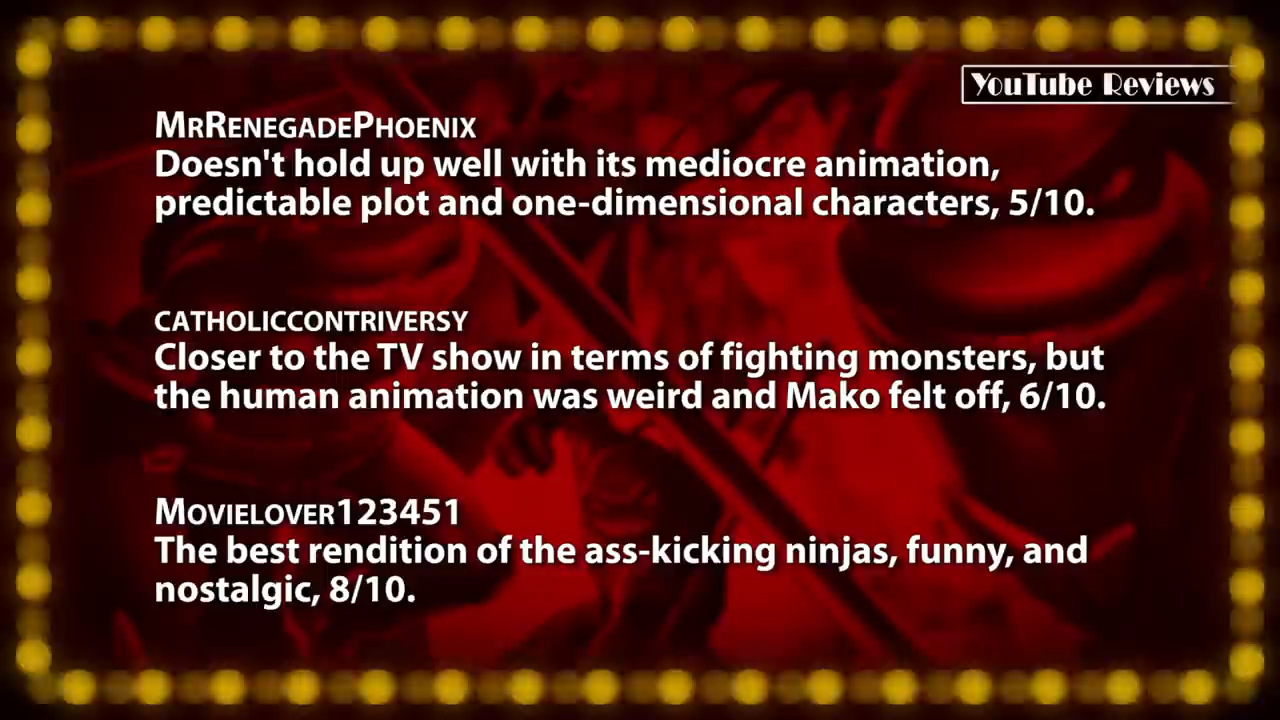 YouTube Reviews
MrRenegadePhoenix
Doesn't hold up well with its mediocre animation,
predictable plot and one-dimensional characters, 5/10.
catholiccontriversy
Closer to the TV show in terms of fighting monsters, but
the human animation was weird and Mako felt off, 6/10.
Movielover123451
The best rendition of the ass-kicking ninjas, funny, and
nostalgic, 8/10.